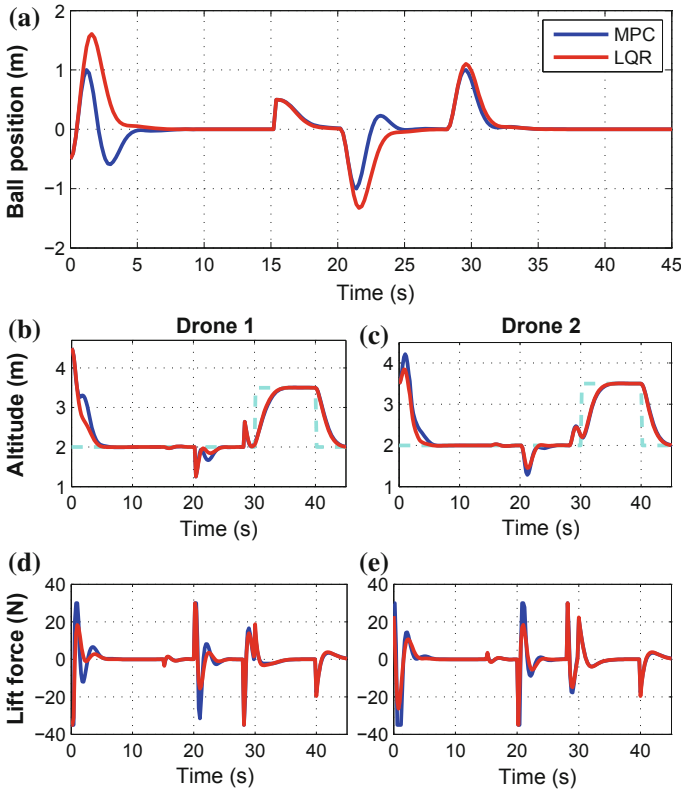 (a)
Ball position (m)
2
1
0
−1
−2
MPC
LQR
0 5 10 15 20 25 30 35 40 45
Time (s)
(b)
Drone 1
Altitude (m)
4
3
2
1
0 10 20 30 40
Time (s)
(c)
Drone 2
4
3
2
1
0 10 20 30 40
Time (s)
(d)
Lift force (N)
40
20
0
−20
−40
0 10 20 30 40
Time (s)
(e)
40
20
0
−20
−40
0 10 20 30 40
Time (s)